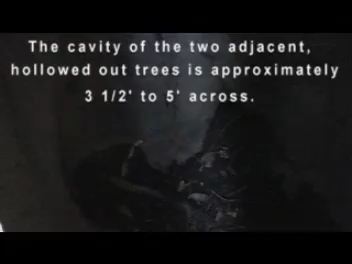 The cavity of the two adjacent,
hollowed out trees is approximately
3 1/2' to 5' across.